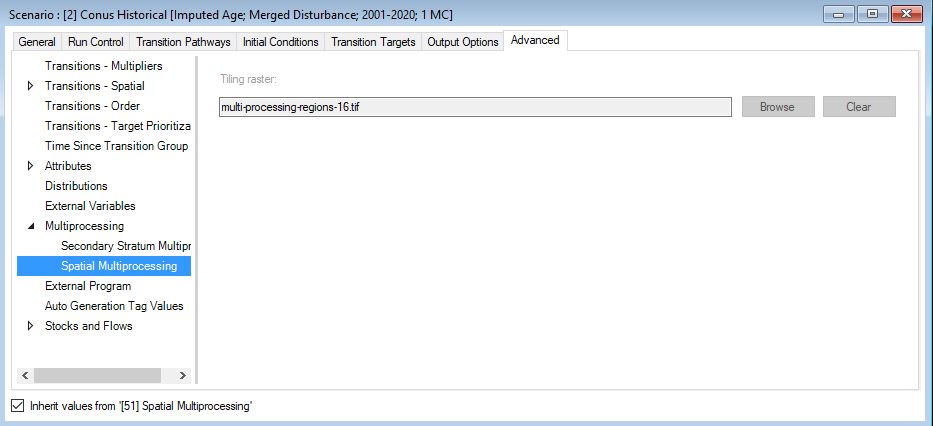 Scenario : [2] Conus Historical [Imputed Age; Merged Disturbance; 2001-2020; 1 MC]
General Run Control Transition Pathways Initial Conditions Transition Targets Output Options Advanced
Transitions - Multipliers
Transitions - Spatial
Transitions - Order
Transitions - Target Prioritiza
Time Since Transition Group
Attributes
Distributions
External Variables
Multiprocessing
Secondary Stratum Multipr
Spatial Multiprocessing
External Program
Auto Generation Tag Values
Stocks and Flows
Tiling raster:
multi-processing-regions-16.tif Browse Clear
Inherit values from '[51] Spatial Multiprocessing'